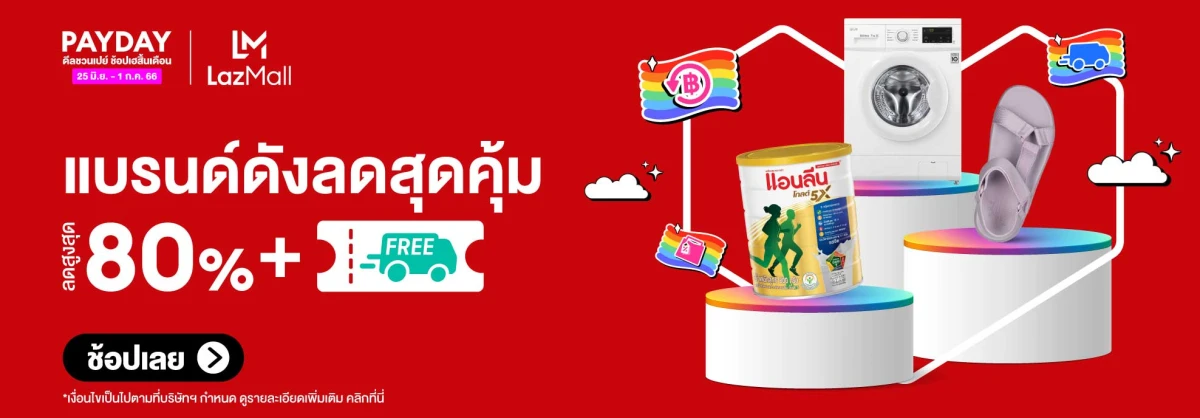 PAYDAY
ดีลชวนเปย์ ช้อปเฮสิ้นเดือน
25 มิ.ย. - 1 ก.ค. 66
LM
LazMall
แบรนด์ดังลดสุดคุ้ม
ลดสูงสุด
80%+
FREE
ช้อปเลย
*เงื่อนไขเป็นไปตามที่บริษัทฯ กำหนด ดูรายละเอียดเพิ่มเติม คลิกที่นี่
แอนลีน
โกลด์ 5X